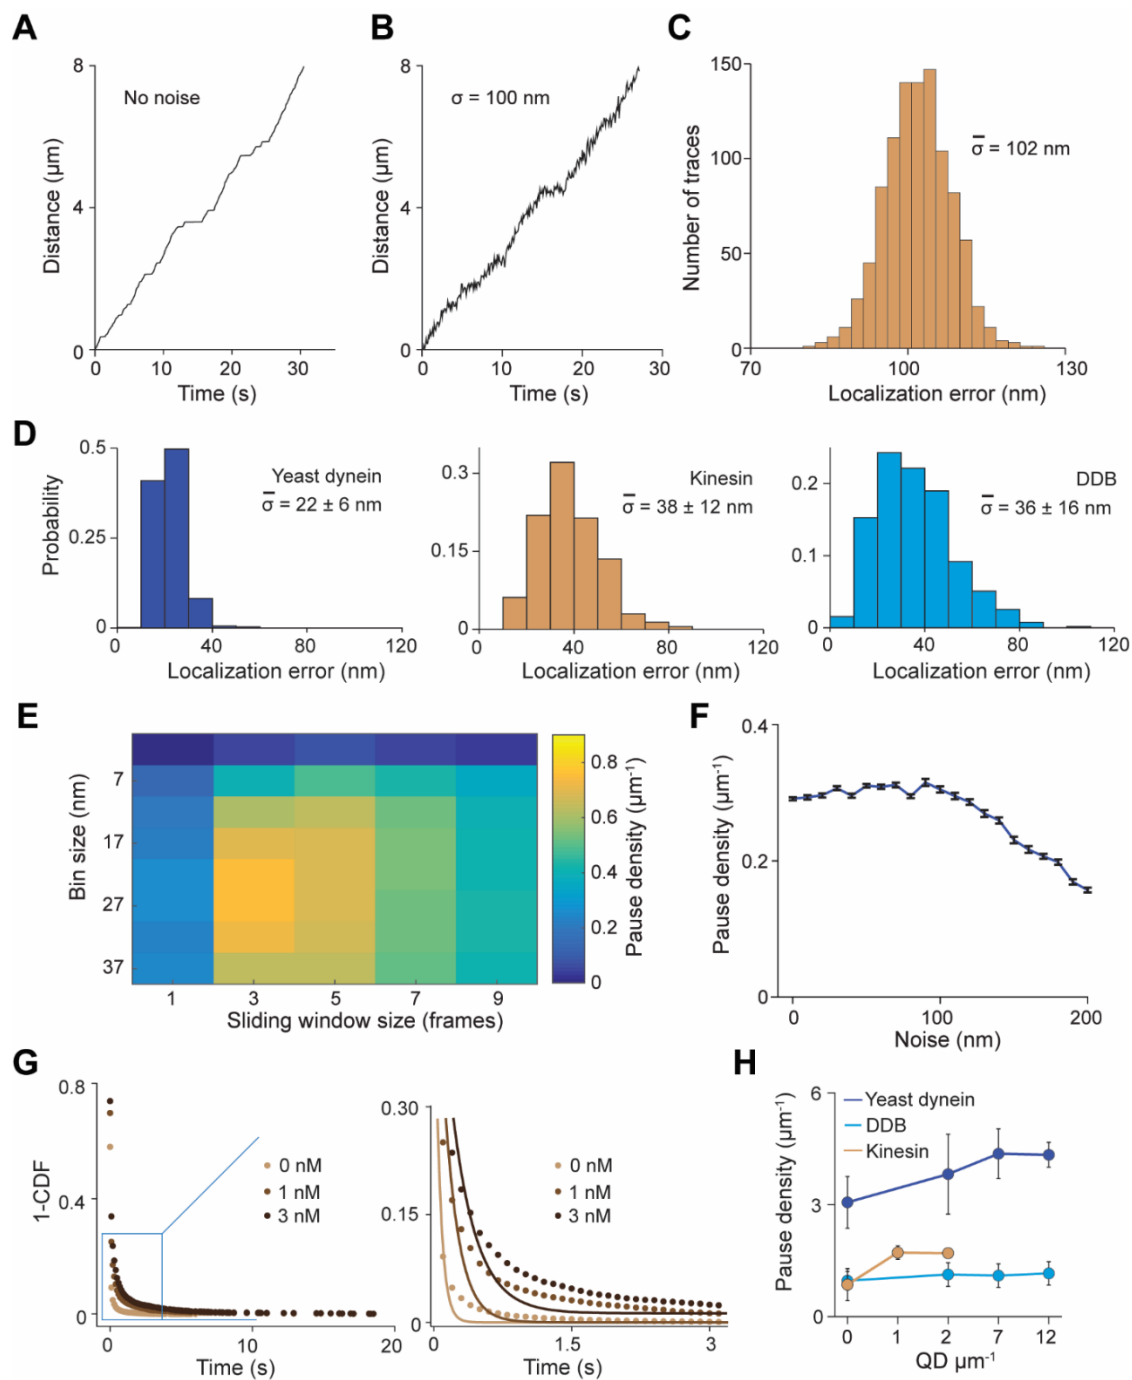 A
B
C
8
No noise
Distance (µm)
4
0
0
10
20
30
Time (s)
8
σ = 100 nm
Distance (µm)
4
0
0
10
20
30
Time (s)
150
σ̅ = 102 nm
Number of traces
100
50
0
70
100
130
Localization error (nm)
D
0.5
Yeast dynein
σ̅ = 22 ± 6 nm
Probability
0.25
0
0
40
80
120
Localization error (nm)
Kinesin
0.3
σ̅ = 38 ± 12 nm
0.15
0
0
40
80
120
Localization error (nm)
DDB
0.2
σ̅ = 36 ± 16 nm
0.1
0
0
40
80
120
Localization error (nm)
E
Bin size (nm)
7
17
27
37
1
3
5
7
9
Sliding window size (frames)
0.8
0.6
0.4
0.2
0
Pause density (µm⁻¹)
F
0.4
Pause density (µm⁻¹)
0.2
0
0
100
200
Noise (nm)
G
0.8
1-CDF
0.4
0
0 nM
1 nM
3 nM
0
10
20
Time (s)
0.30
0.15
0
0 nM
1 nM
3 nM
0
1.5
3
Time (s)
H
6
Yeast dynein
DDB
Kinesin
Pause density (µm⁻¹)
3
0
0
1
2
7
12
QD µm⁻¹